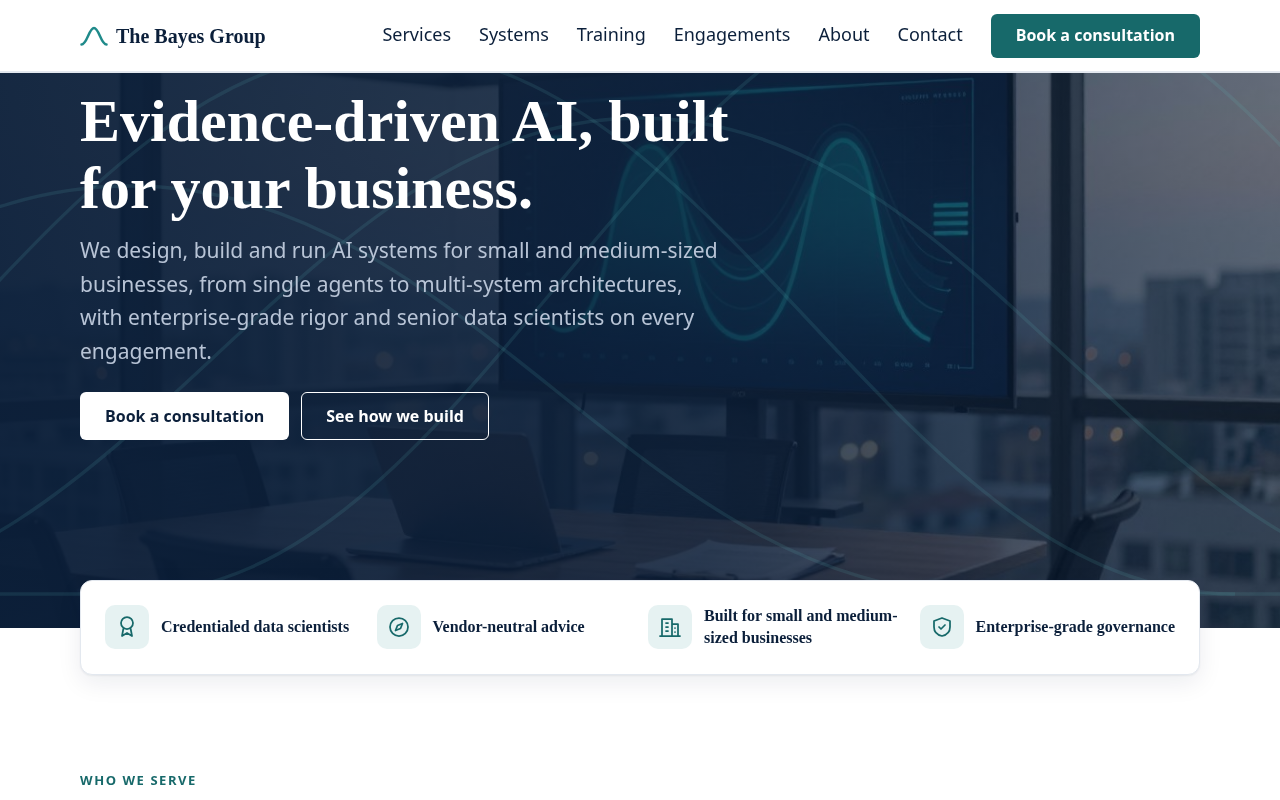 The Bayes Group
Services
Systems
Training
Engagements
About
Contact
Book a consultation
Evidence-driven AI, built
for your business.
We design, build and run AI systems for small and medium-sized
businesses, from single agents to multi-system architectures,
with enterprise-grade rigor and senior data scientists on every
engagement.
Book a consultation
See how we build
Credentialed data scientists
Vendor-neutral advice
Built for small and medium-
sized businesses
Enterprise-grade governance
WHO WE SERVE